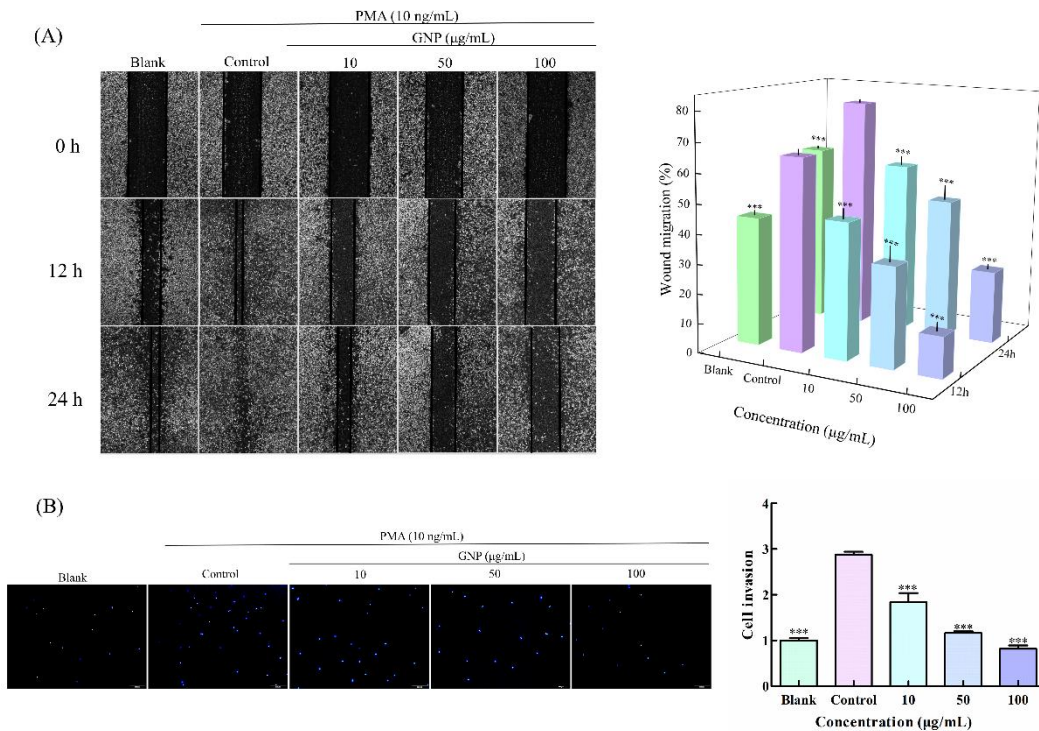 (A)
PMA (10 ng/mL)
GNP (μg/mL)
Blank Control 10 50 100
0 h
12 h
24 h
Wound migration (%)
80
70
60
50
40
30
20
10
0
*** ***
*** *** ***
*** *** ***
Blank Control 10 50 100
12h 24h
Concentration (μg/mL)
(B)
PMA (10 ng/mL)
GNP (μg/mL)
Blank Control 10 50 100
Cell invasion
4
3
2
1
0
*** *** *** ***
Blank Control 10 50 100
Concentration (μg/mL)